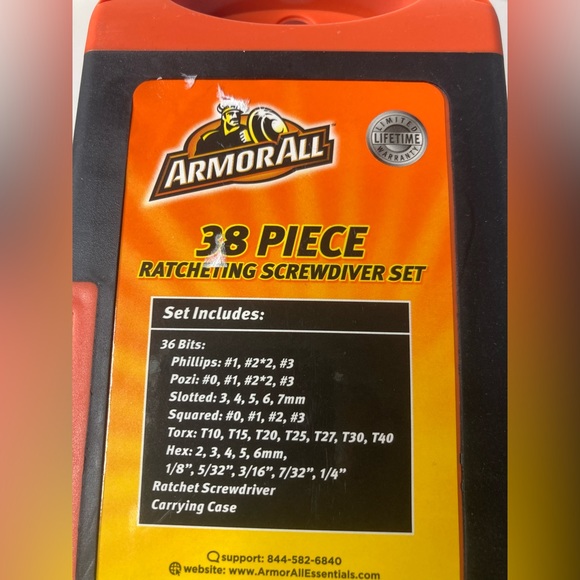 ARMORALL
LIMITED
LIFETIME
WARRANTY
38 PIECE
RATCHETING SCREWDIVER SET
Set Includes:
36 Bits:
Phillips: #1, #2*2, #3
Pozi: #0, #1, #2*2, #3
Slotted: 3, 4, 5, 6, 7mm
Squared: #0, #1, #2, #3
Torx: T10, T15, T20, T25, T27, T30, T40
Hex: 2, 3, 4, 5, 6mm,
1/8", 5/32", 3/16", 7/32", 1/4"
Ratchet Screwdriver
Carrying Case
support: 844-582-6840
website: www.ArmorAllEssentials.com